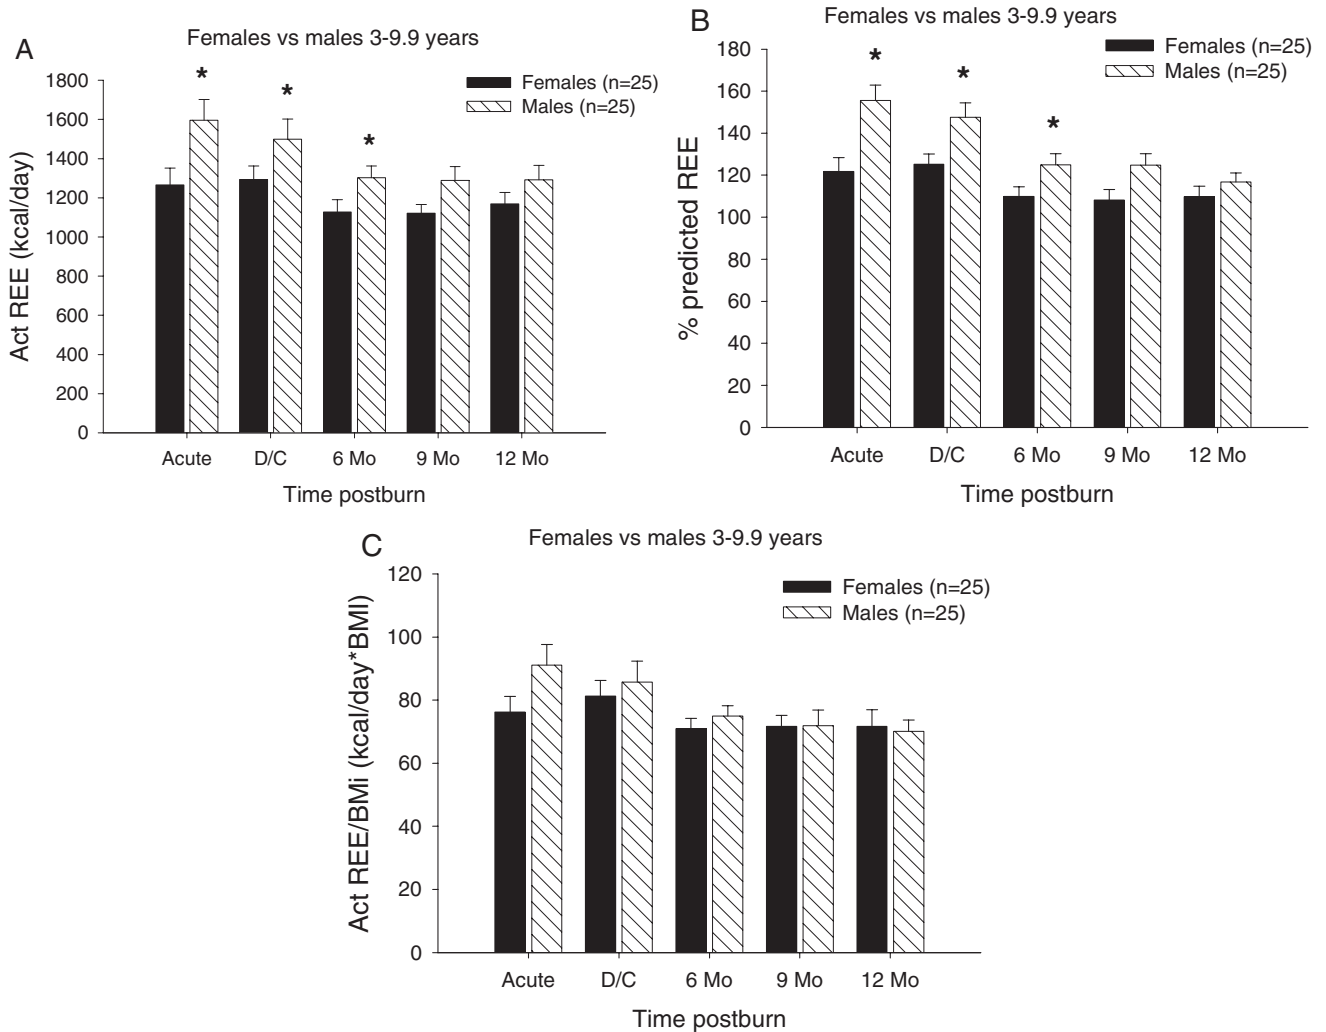 A
Females vs males 3-9.9 years
Females (n=25)
Males (n=25)
Act REE (kcal/day)
1800
1600
1400
1200
1000
800
600
400
200
0
*
*
*
Acute D/C 6 Mo 9 Mo 12 Mo
Time postburn
B
Females vs males 3-9.9 years
Females (n=25)
Males (n=25)
% predicted REE
180
160
140
120
100
80
60
40
20
0
*
*
*
Acute D/C 6 Mo 9 Mo 12 Mo
Time postburn
C
Females vs males 3-9.9 years
Females (n=25)
Males (n=25)
Act REE/BMi (kcal/day*BMI)
120
100
80
60
40
20
0
Acute D/C 6 Mo 9 Mo 12 Mo
Time postburn